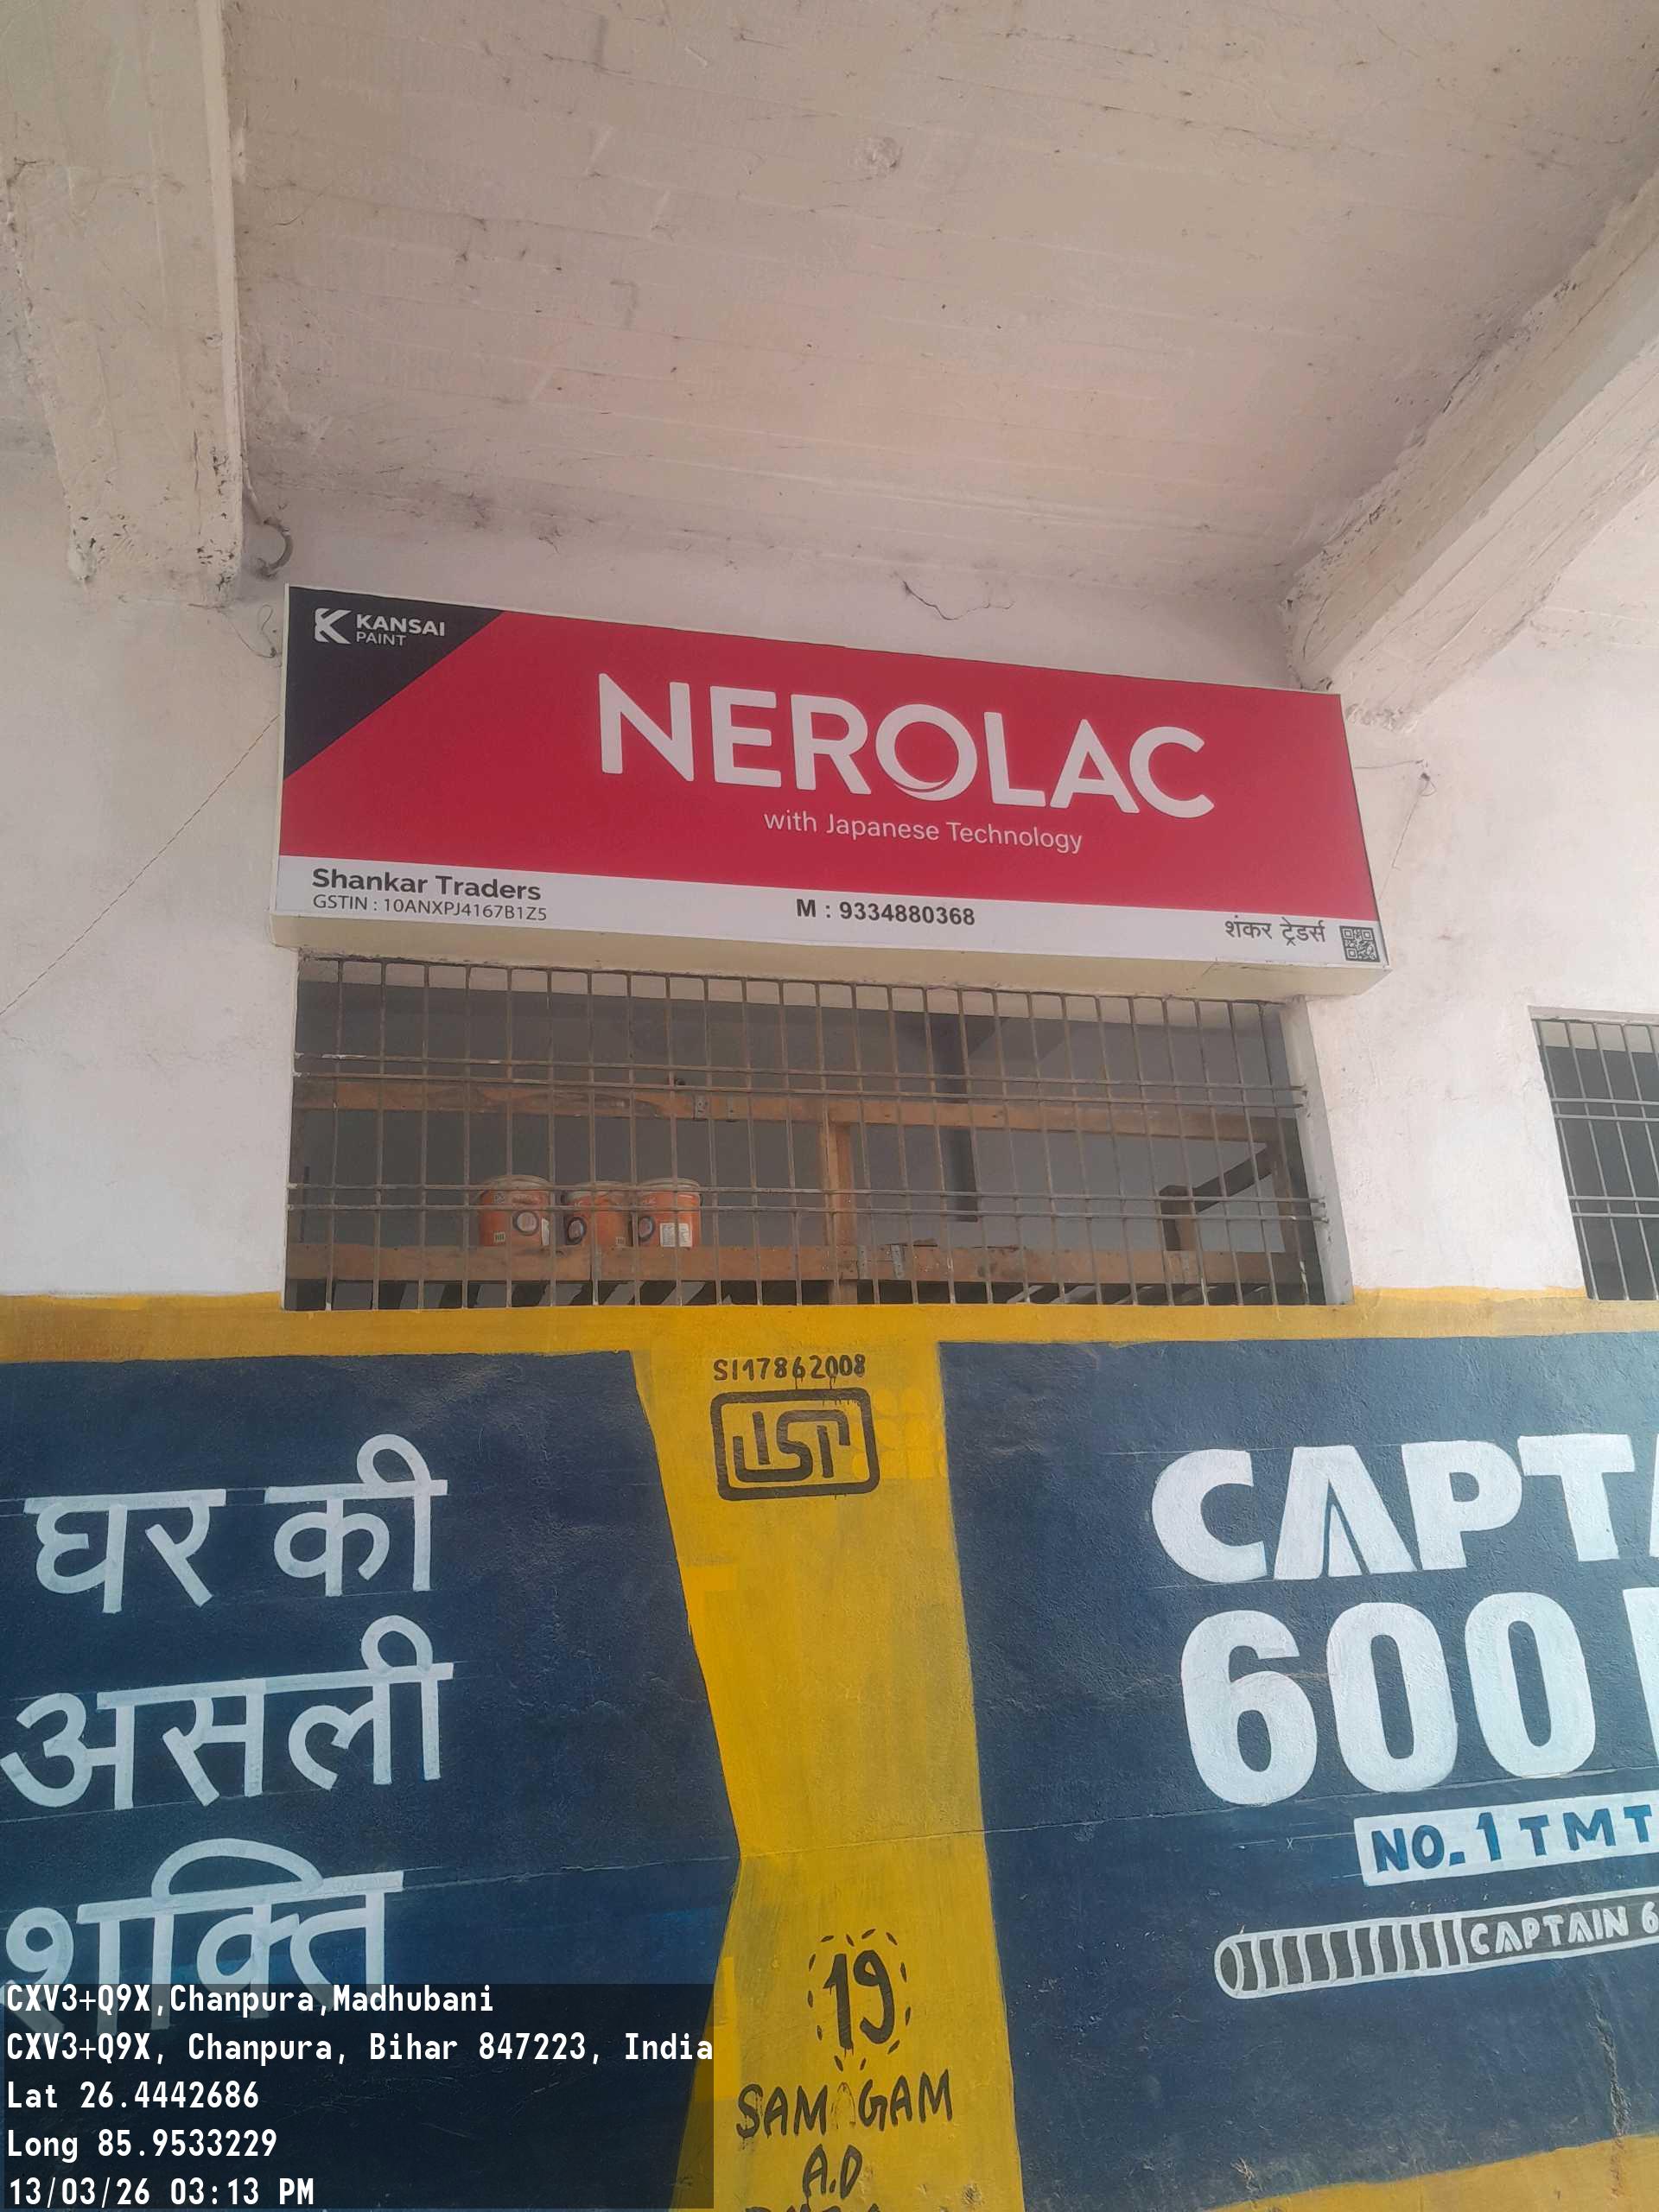 KANSAI
PAINT
NEROLAC
with Japanese Technology
Shankar Traders
GSTIN : 10ANXPJ4167B1Z5
M : 9334880368
शंकर ट्रेडर्स
SI17862008
ISI
घर की
असली
शक्ति
CAPTA
600
NO.1 TMT
CAPTAIN 6
19
SAMAGAM
A.D
CXV3+Q9X,Chanpura,Madhubani
CXV3+Q9X, Chanpura, Bihar 847223, India
Lat 26.4442686
Long 85.9533229
13/03/26 03:13 PM